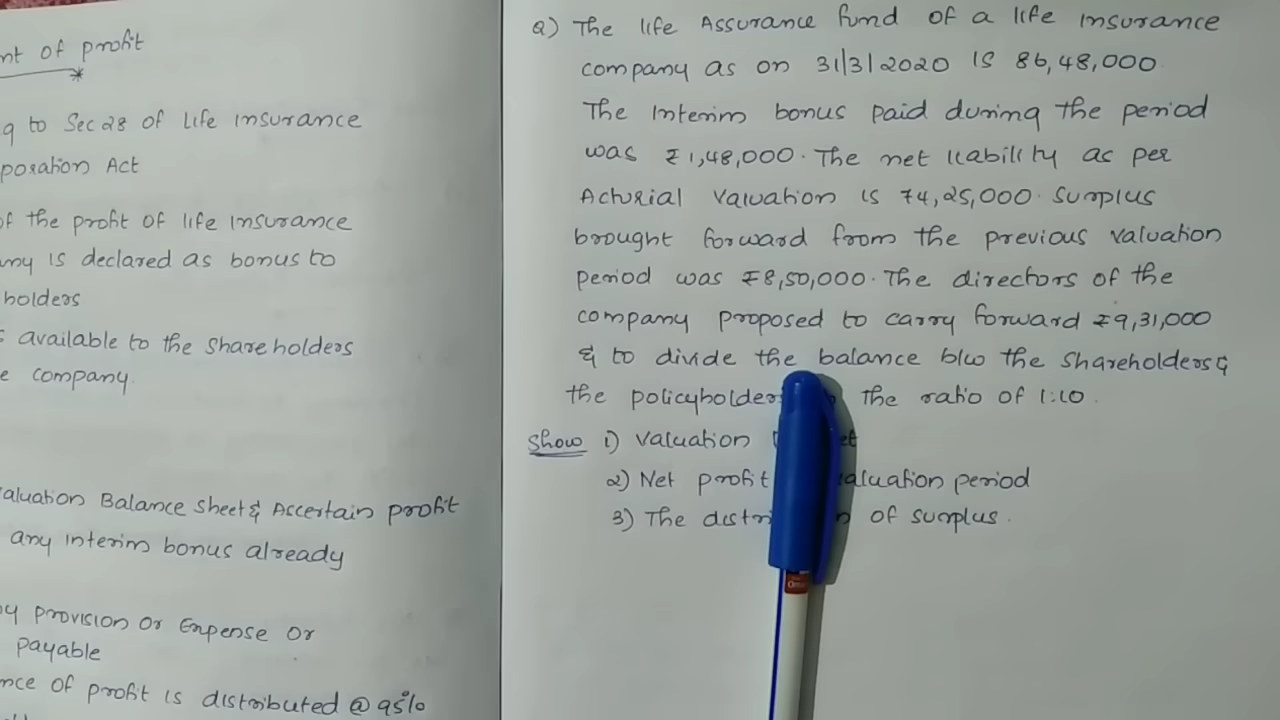 nt of profit
g to Sec 28 of Life Insurance
poration Act
of the profit of life Insurance
any is declared as bonus to
holders
s available to the shareholders
e company.
aluation Balance Sheet & Ascertain profit
any interim bonus already
by provision or Expense or
payable
nce of profit is distributed @ 95%
Q) The life Assurance fund of a life insurance
company as on 31/3/2020 is 86,48,000
The Interim bonus paid during the period
was ₹1,48,000. The net liability as per
Acturial Valuation is 74,25,000. Surplus
brought forward from the previous valuation
period was ₹8,50,000. The directors of the
company proposed to carry forward ₹9,31,000
& to divide the balance b/w the shareholders &
the policyholders the ratio of 1:10.
Show 1) Valuation
2) Net profit valuation period
3) The of surplus.